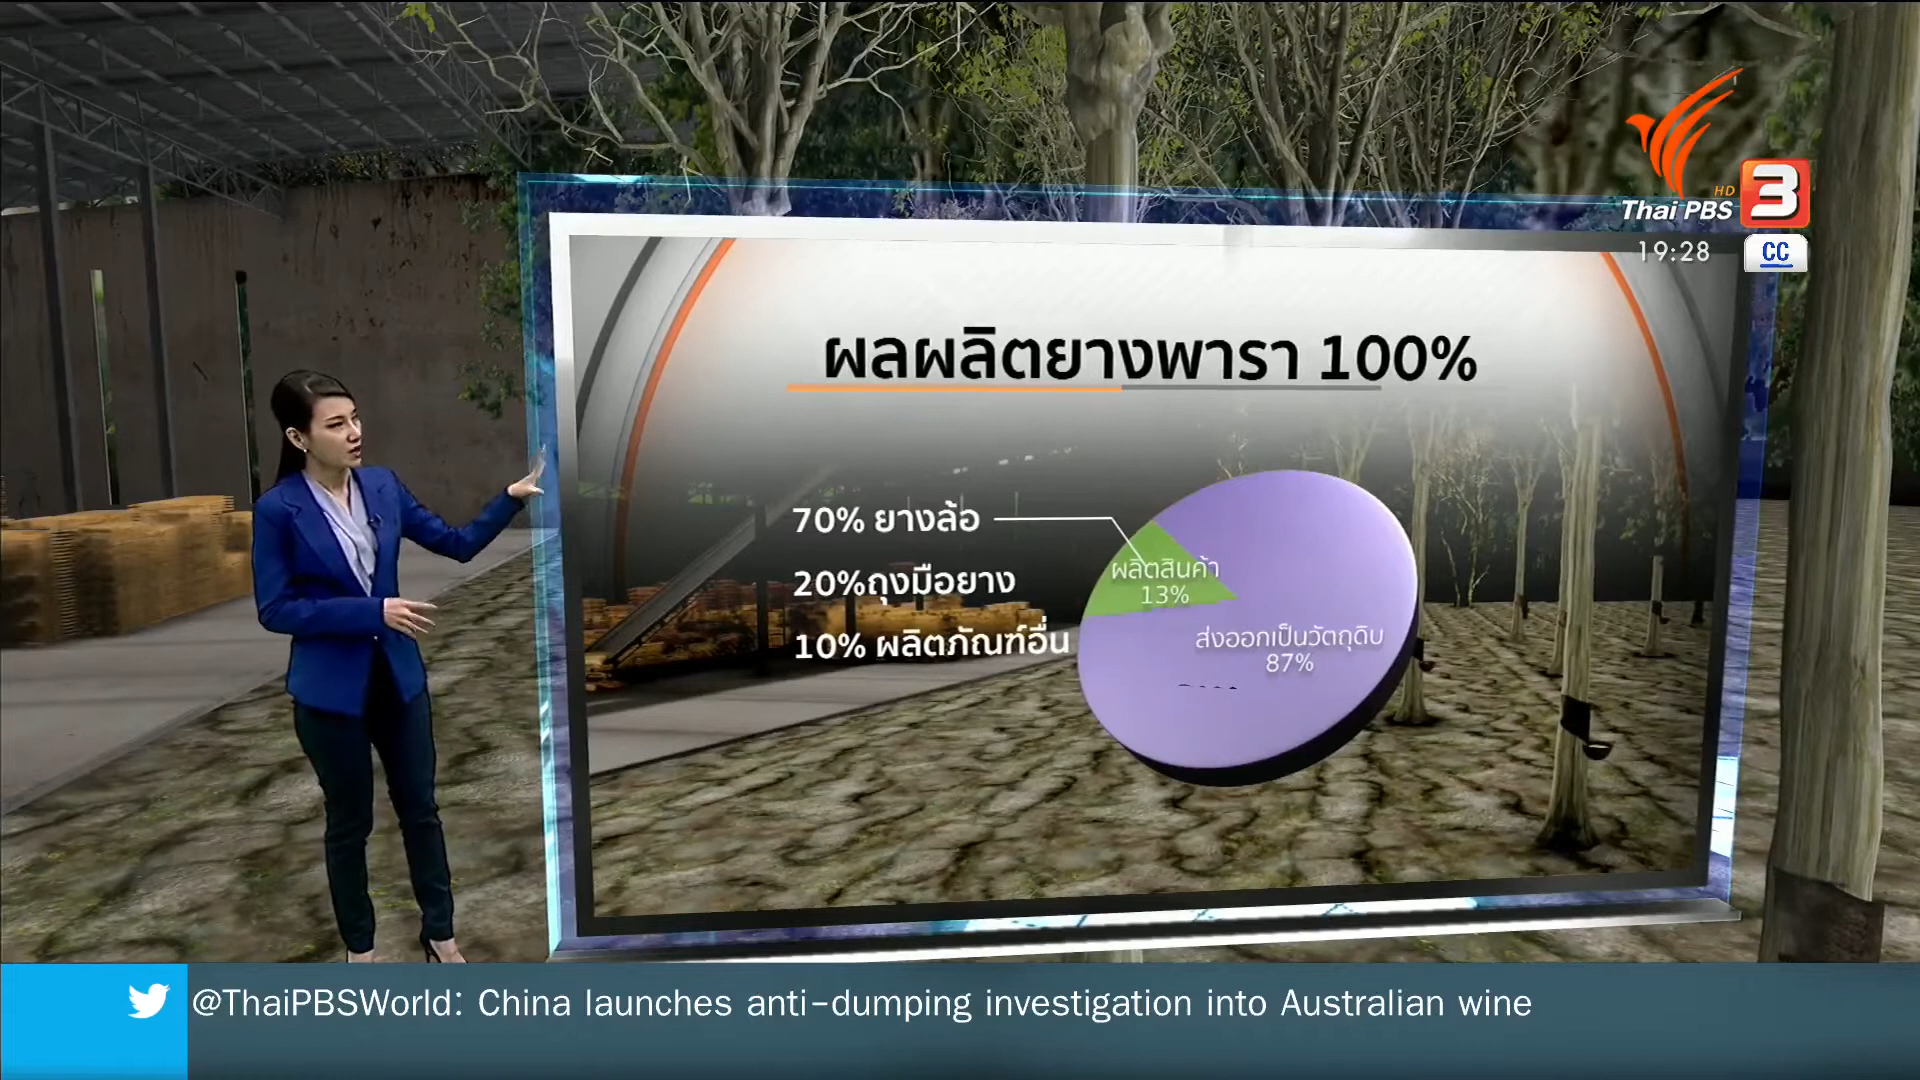 HD
Thai PBS
3
19:28
CC
ผลผลิตยางพารา 100%
70% ยางล้อ
20%ถุงมือยาง
10% ผลิตภัณฑ์อื่น
ผลิตสินค้า
13%
ส่งออกเป็นวัตถุดิบ
87%
@ThaiPBSWorld: China launches anti-dumping investigation into Australian wine